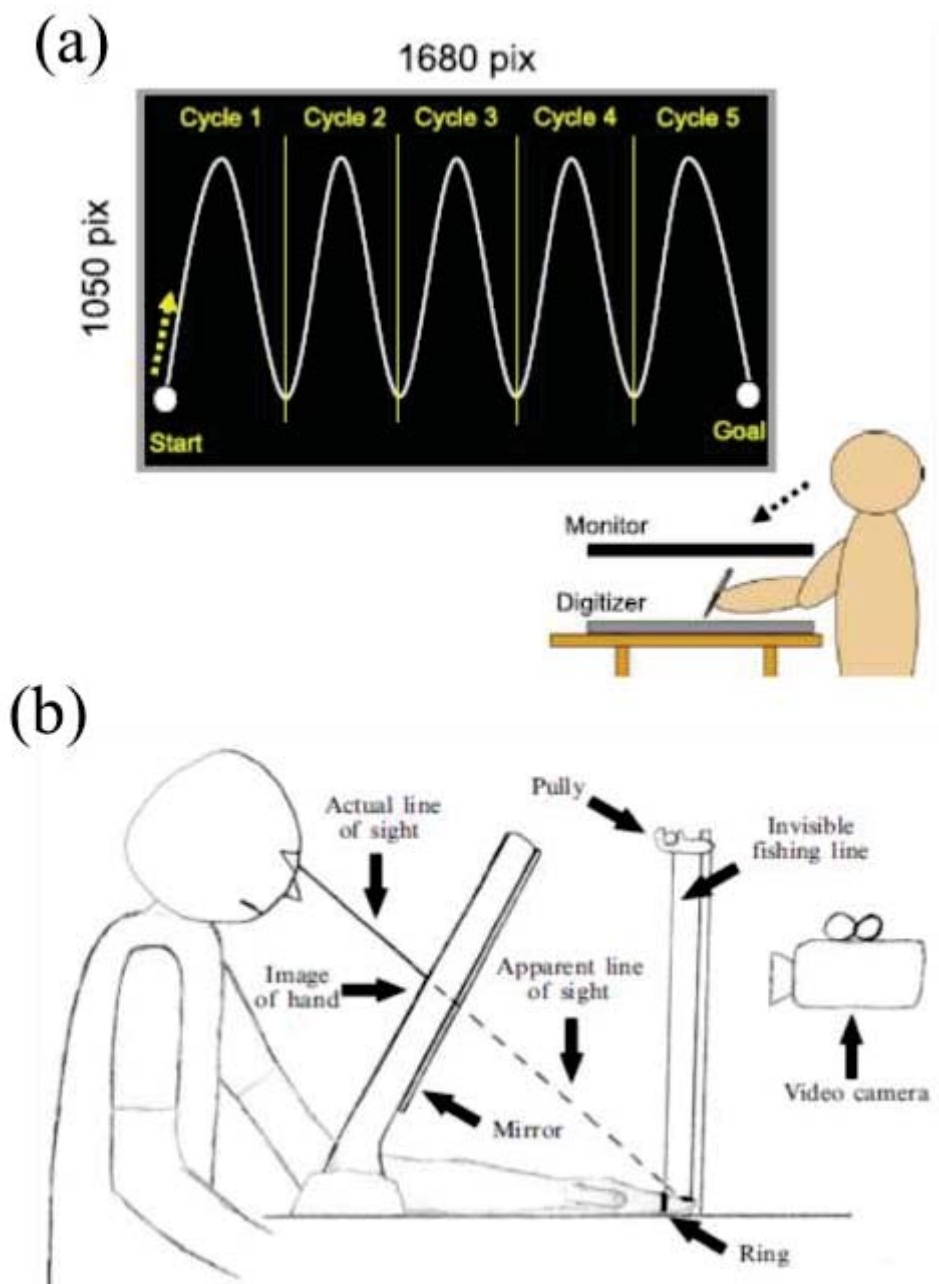 (a)
1680 pix
Cycle 1 Cycle 2 Cycle 3 Cycle 4 Cycle 5
1050 pix
Start
Goal
Monitor
Digitizer
(b)
Actual line
of sight
Pully
Invisible
fishing line
Image
of hand
Apparent line
of sight
Mirror
Video camera
Ring